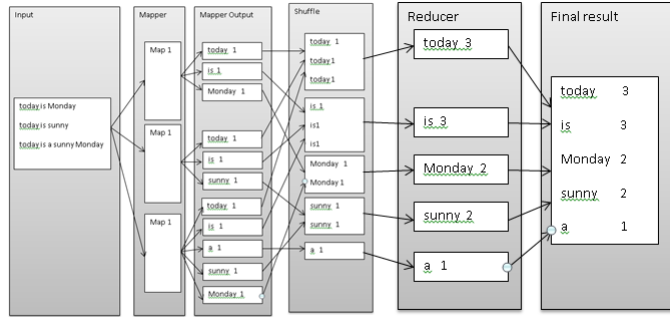 Input
today is Monday
today is sunny
today is a sunny Monday
Mapper
Map 1
Map 1
Map 1
Mapper Output
today 1
is 1
Monday 1
today 1
is 1
sunny 1
today 1
is 1
a 1
sunny 1
Monday 1
Shuffle
today 1
today1
today1
is 1
is1
is1
Monday 1
Monday1
sunny 1
sunny 1
a 1
Reducer
today 3
is 3
Monday 2
sunny 2
a 1
Final result
today 3
is 3
Monday 2
sunny 2
a 1